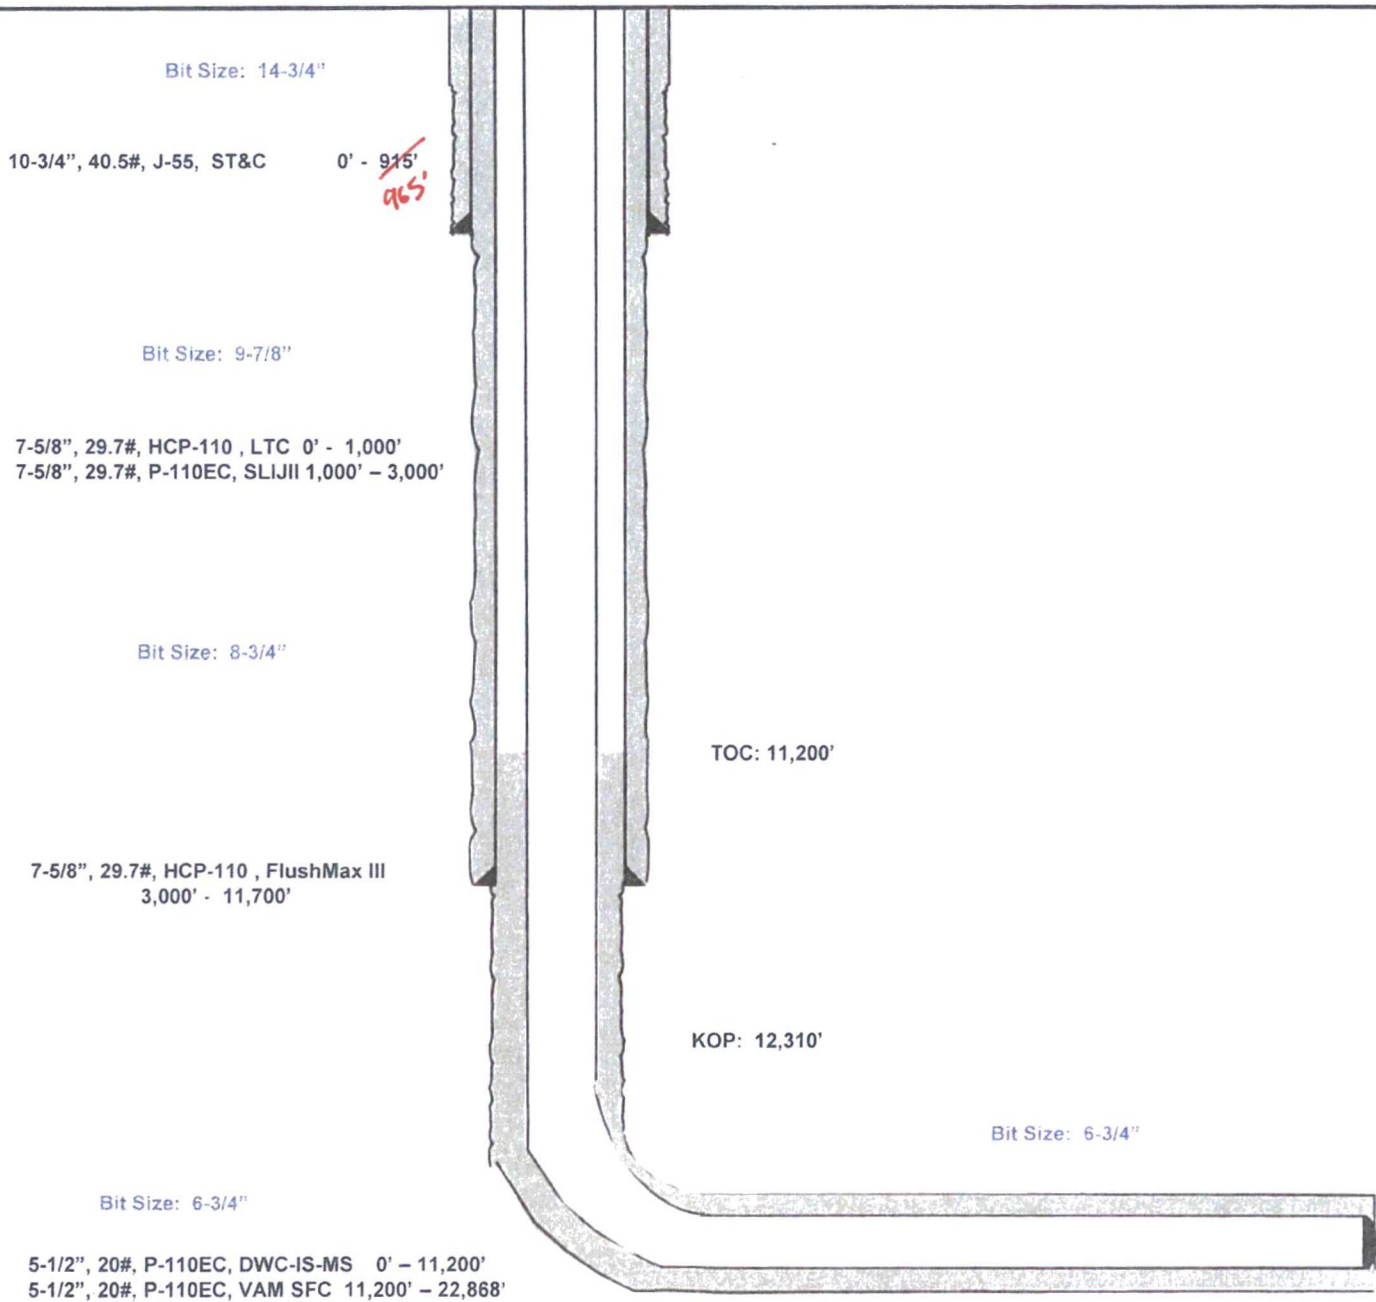 Bit Size: 14-3/4”
10-3/4”, 40.5#, J-55, ST&C 0’ - 915’
965'
Bit Size: 9-7/8”
7-5/8”, 29.7#, HCP-110 , LTC 0’ - 1,000’
7-5/8”, 29.7#, P-110EC, SLIJII 1,000’ – 3,000’
Bit Size: 8-3/4”
TOC: 11,200’
7-5/8”, 29.7#, HCP-110 , FlushMax III
3,000’ - 11,700’
KOP: 12,310’
Bit Size: 6-3/4”
Bit Size: 6-3/4”
5-1/2”, 20#, P-110EC, DWC-IS-MS 0’ – 11,200’
5-1/2”, 20#, P-110EC, VAM SFC 11,200’ – 22,868’